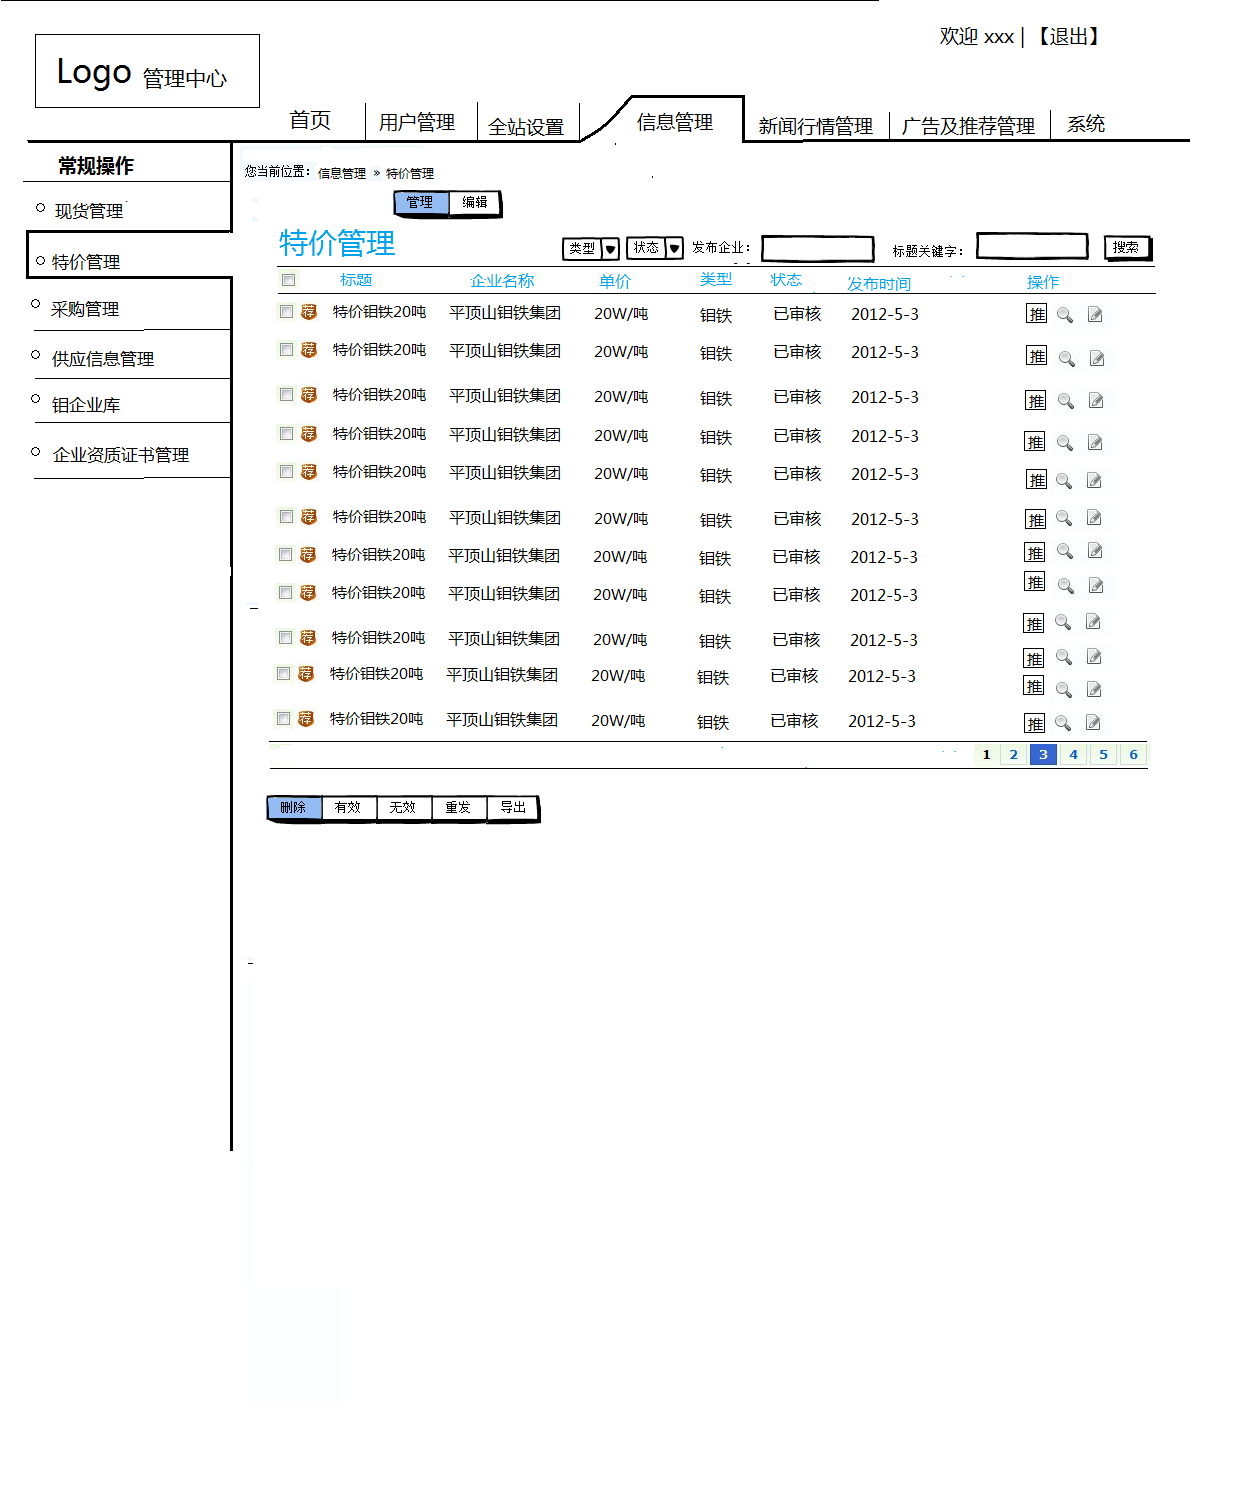 欢迎 xxx | 【退出】
Logo 管理中心
首页 用户管理 全站设置 信息管理 新闻行情管理 广告及推荐管理 系统
常规操作
现货管理
特价管理
采购管理
供应信息管理
钼企业库
企业资质证书管理
您当前位置： 信息管理 » 特价管理
管理 编辑
特价管理 类型 状态 发布企业： 标题关键字： 搜索
标题 企业名称 单价 类型 状态 发布时间 操作
荐 特价钼铁20吨 平顶山钼铁集团 20W/吨 钼铁 已审核 2012-5-3 推
荐 特价钼铁20吨 平顶山钼铁集团 20W/吨 钼铁 已审核 2012-5-3 推
荐 特价钼铁20吨 平顶山钼铁集团 20W/吨 钼铁 已审核 2012-5-3 推
荐 特价钼铁20吨 平顶山钼铁集团 20W/吨 钼铁 已审核 2012-5-3 推
荐 特价钼铁20吨 平顶山钼铁集团 20W/吨 钼铁 已审核 2012-5-3 推
荐 特价钼铁20吨 平顶山钼铁集团 20W/吨 钼铁 已审核 2012-5-3 推
荐 特价钼铁20吨 平顶山钼铁集团 20W/吨 钼铁 已审核 2012-5-3 推
荐 特价钼铁20吨 平顶山钼铁集团 20W/吨 钼铁 已审核 2012-5-3 推
荐 特价钼铁20吨 平顶山钼铁集团 20W/吨 钼铁 已审核 2012-5-3 推
荐 特价钼铁20吨 平顶山钼铁集团 20W/吨 钼铁 已审核 2012-5-3 推
荐 特价钼铁20吨 平顶山钼铁集团 20W/吨 钼铁 已审核 2012-5-3 推
推
1 2 3 4 5 6
删除 有效 无效 重发 导出